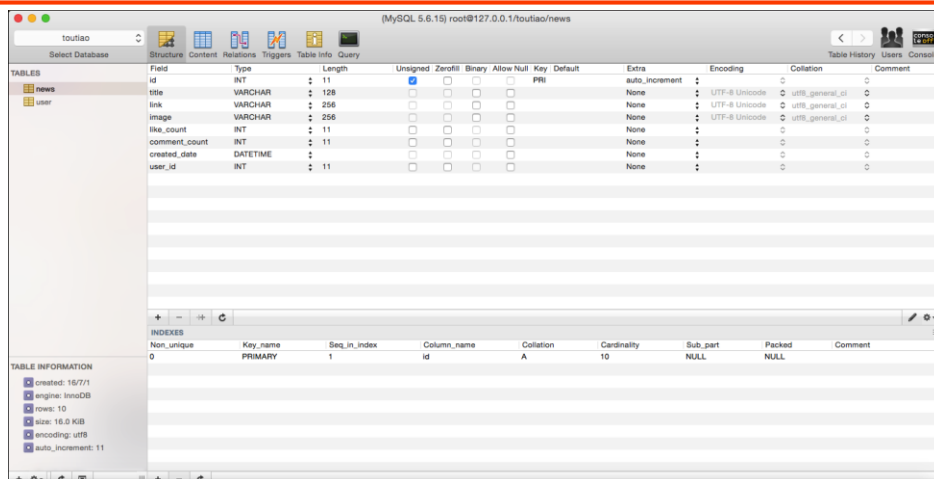 (MySQL 5.6.15) root@127.0.0.1/toutiao/news
toutiao
Select Database Structure Content Relations Triggers Table Info Query Table History Users Consol
TABLES
news
user
Field Type Length Unsigned Zerofill Binary Allow Null Key Default Extra Encoding Collation Comment
id INT 11 PRI auto_increment
title VARCHAR 128 None UTF-8 Unicode utf8_general_ci
link VARCHAR 256 None UTF-8 Unicode utf8_general_ci
image VARCHAR 256 None UTF-8 Unicode utf8_general_ci
like_count INT 11 None
comment_count INT 11 None
created_date DATETIME None
user_id INT 11 None
INDEXES
Non_unique Key_name Seq_in_index Column_name Collation Cardinality Sub_part Packed Comment
0 PRIMARY 1 id A 10 NULL NULL
TABLE INFORMATION
created: 16/7/1
engine: InnoDB
rows: 10
size: 16.0 KiB
encoding: utf8
auto_increment: 11